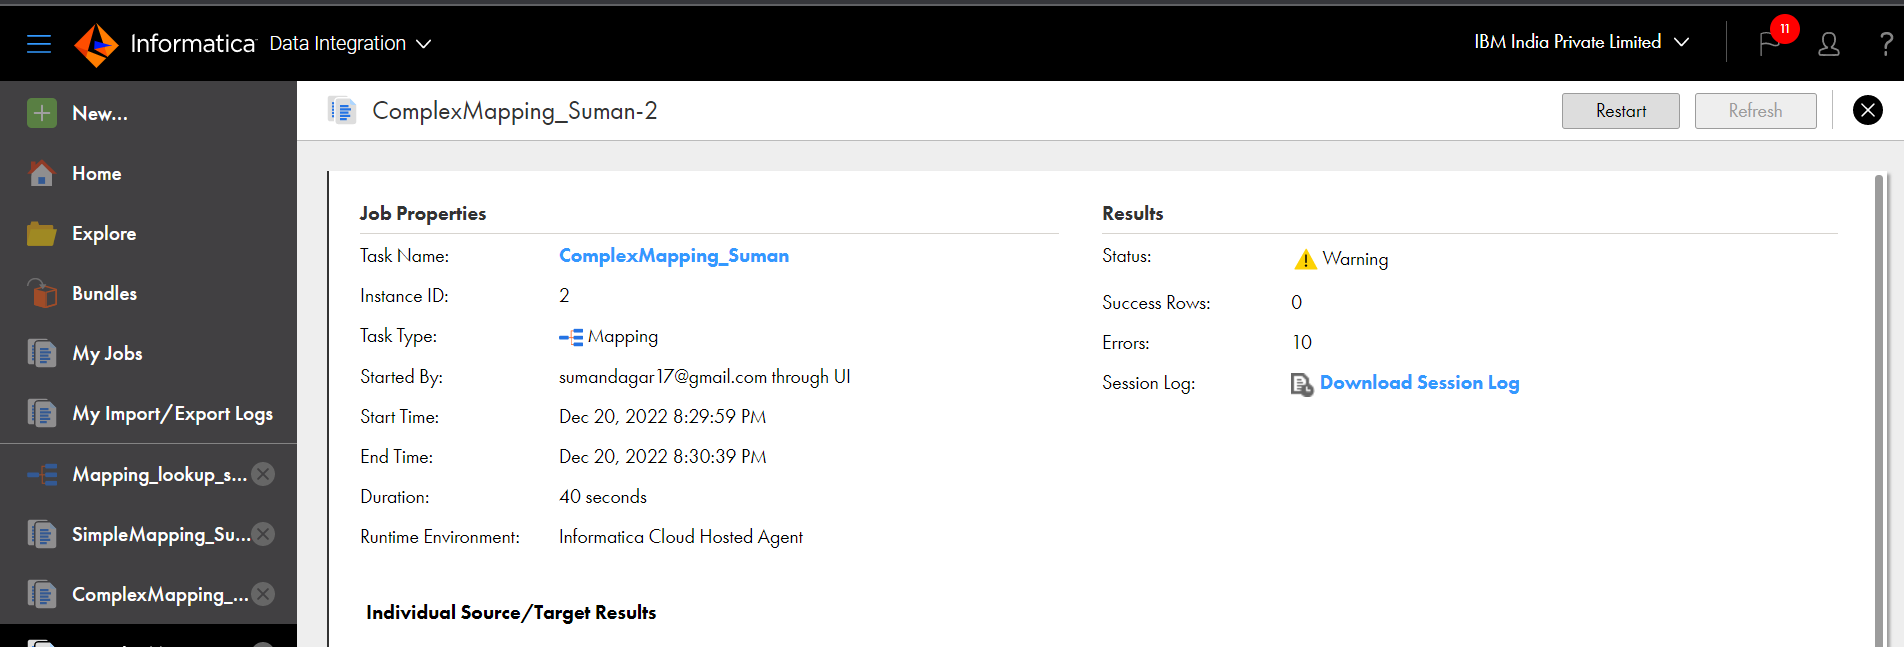 Informatica Data Integration
IBM India Private Limited
11
?
New...
Home
Explore
Bundles
My Jobs
My Import/Export Logs
Mapping_lookup_s...
SimpleMapping_Su...
ComplexMapping_...
ComplexMapping_Suman-2
Restart
Refresh
Job Properties
Task Name: ComplexMapping_Suman
Instance ID: 2
Task Type: Mapping
Started By: sumandagar17@gmail.com through UI
Start Time: Dec 20, 2022 8:29:59 PM
End Time: Dec 20, 2022 8:30:39 PM
Duration: 40 seconds
Runtime Environment: Informatica Cloud Hosted Agent
Results
Status: Warning
Success Rows: 0
Errors: 10
Session Log: Download Session Log
Individual Source/Target Results